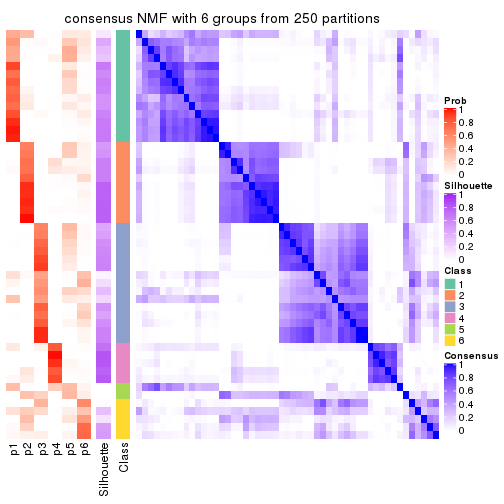 consensus NMF with 6 groups from 250 partitions
Prob
1
0.8
0.6
0.4
0.2
0
Silhouette
1
0.8
0.6
0.4
0.2
0
Class
1
2
3
4
5
6
Consensus
1
0.8
0.6
0.4
0.2
0
p1
p2
p3
p4
p5
p6
Silhouette
Class